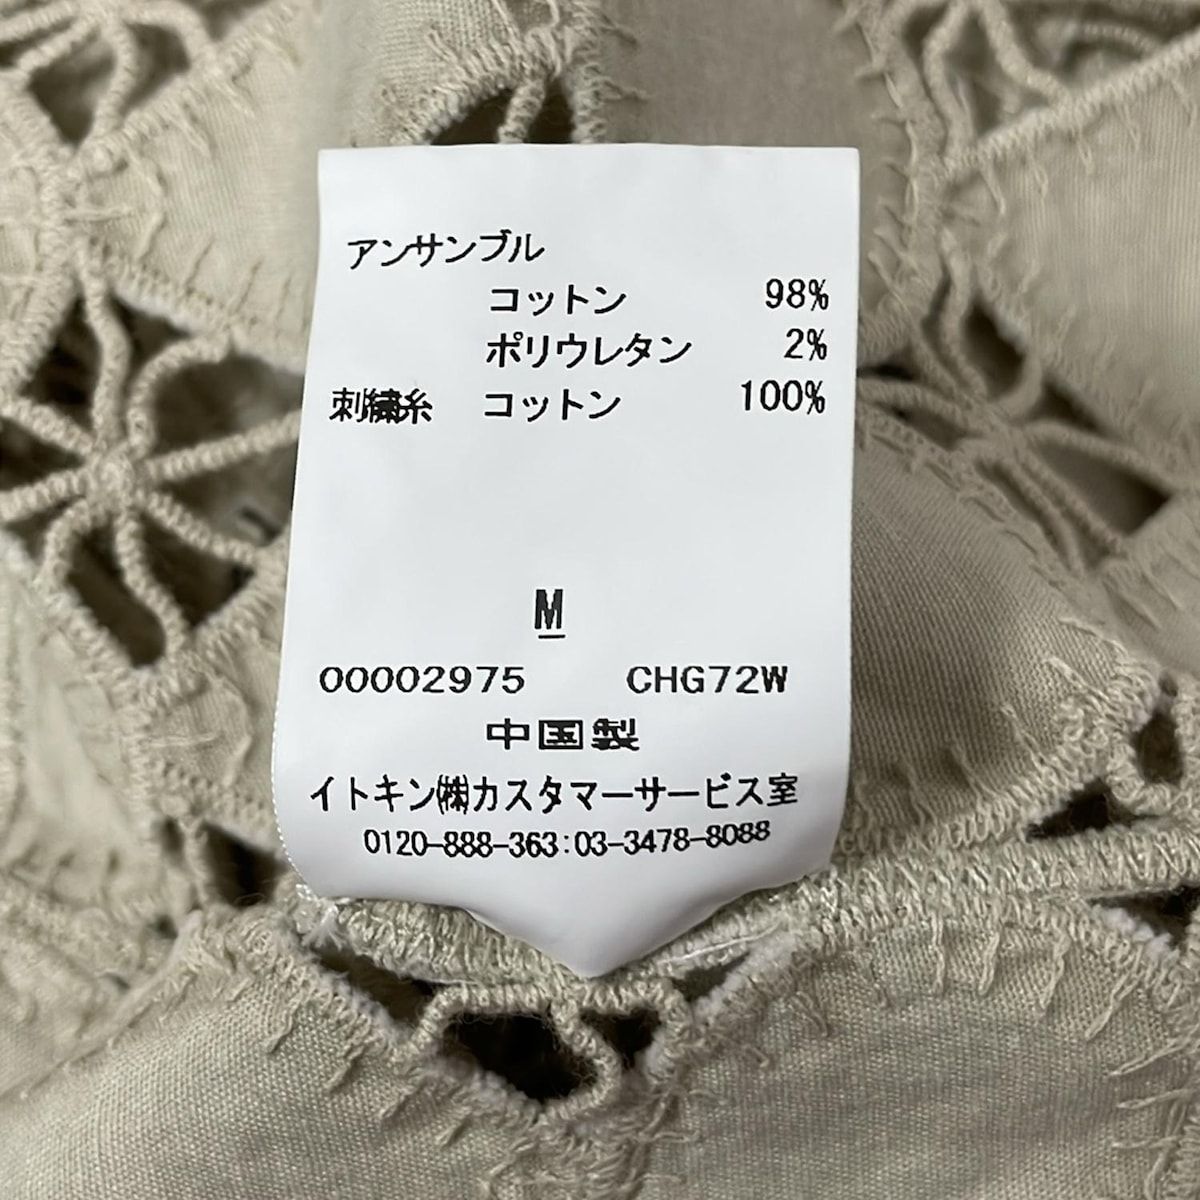 アンサンブル
コットン 98%
ポリウレタン 2%
刺繍糸 コットン 100%
M
00002975 CHG72W
中国製
イトキン㈱カスタマーサービス室
0120-888-363:03-3478-8088